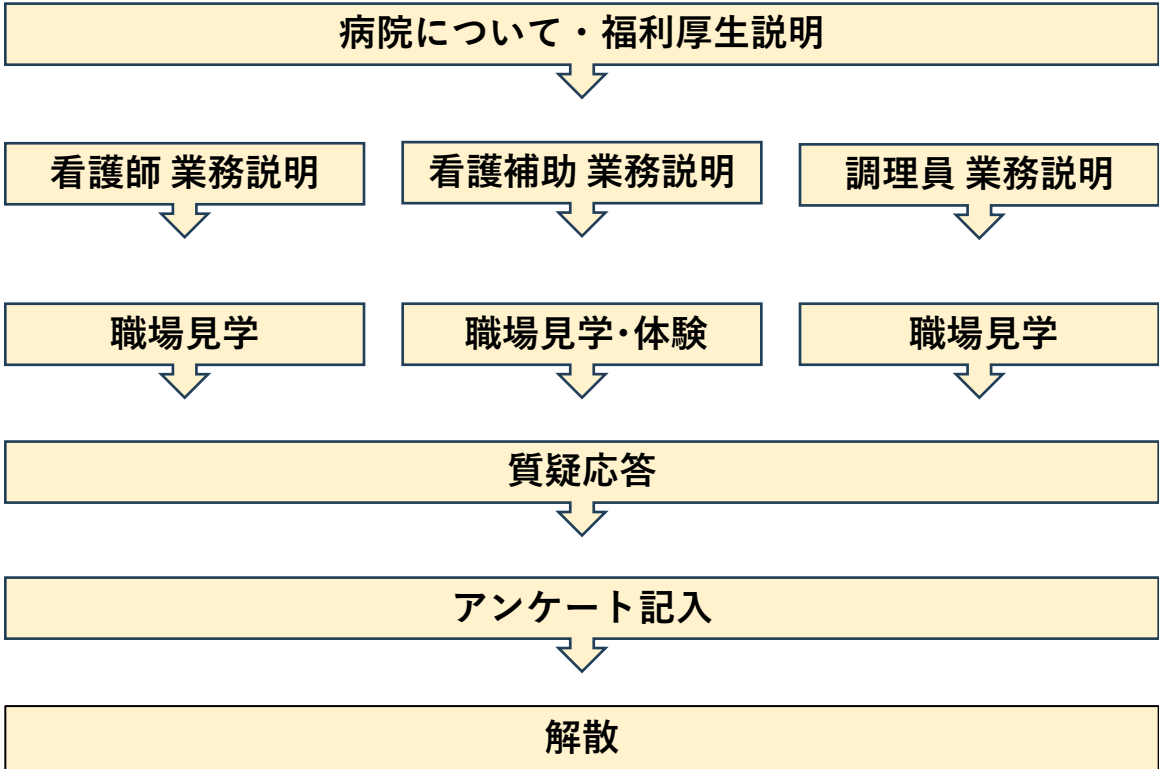 病院について・福利厚生説明
看護師 業務説明
看護補助 業務説明
調理員 業務説明
職場見学
職場見学･体験
職場見学
質疑応答
アンケート記入
解散